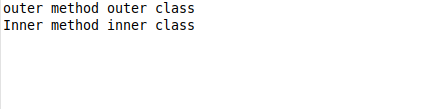 outer method outer class
Inner method inner class